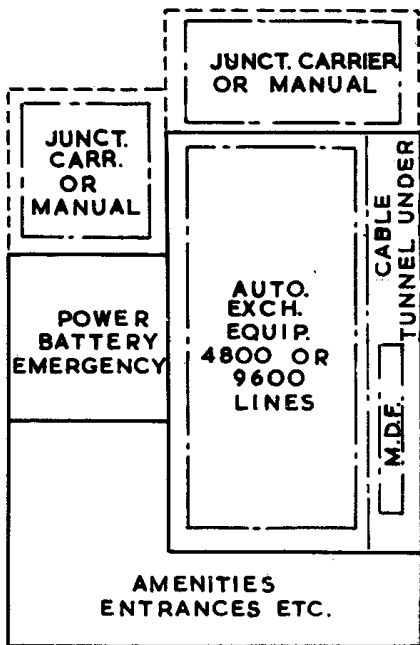 JUNCT. CARRIER
OR MANUAL
JUNCT.
CARR.
OR
MANUAL
CABLE
TUNNEL UNDER
AUTO.
EXCH.
EQUIP.
4800 OR
9600
LINES
POWER
BATTERY
EMERGENCY
M.D.F.
AMENITIES
ENTRANCES ETC.